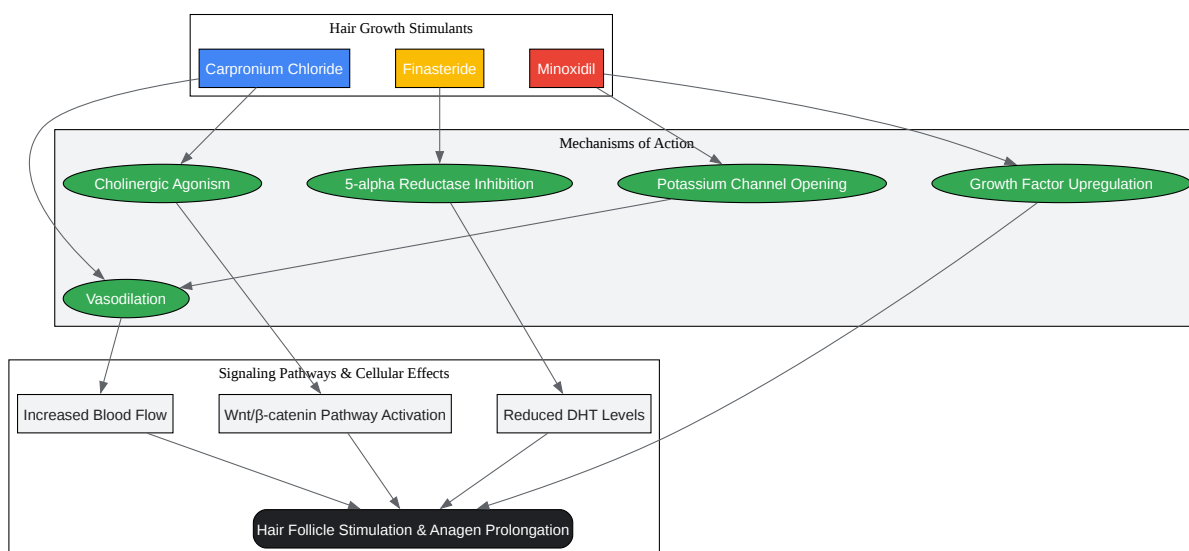 Hair Growth Stimulants
Carpronium Chloride
Finasteride
Minoxidil
Mechanisms of Action
Cholinergic Agonism
5-alpha Reductase Inhibition
Potassium Channel Opening
Growth Factor Upregulation
Vasodilation
Signaling Pathways & Cellular Effects
Increased Blood Flow
Wnt/β-catenin Pathway Activation
Reduced DHT Levels
Hair Follicle Stimulation & Anagen Prolongation